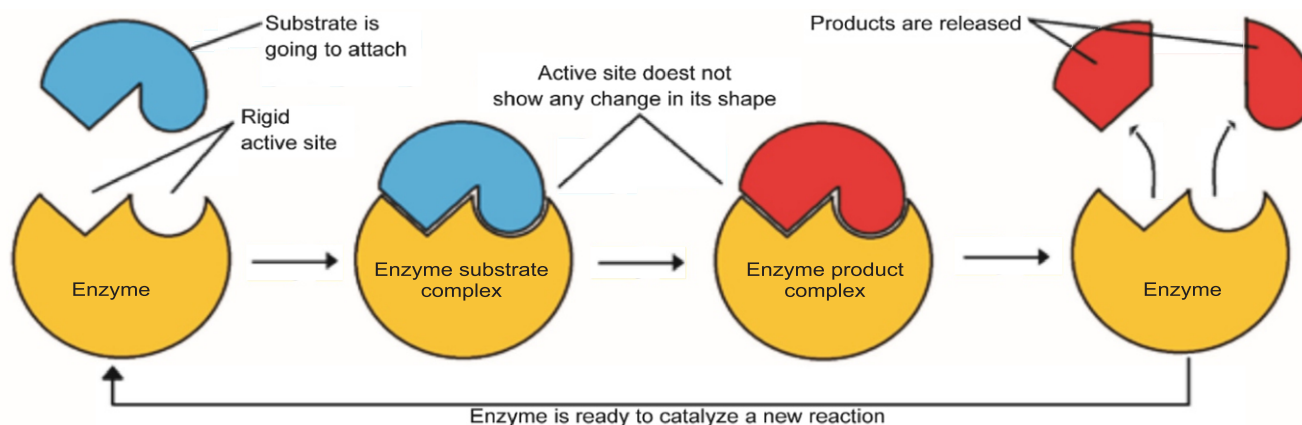 Substrate is
going to attach
Rigid
active site
Enzyme
Active site doest not
show any change in its shape
Enzyme substrate
complex
Enzyme product
complex
Products are released
Enzyme
Enzyme is ready to catalyze a new reaction